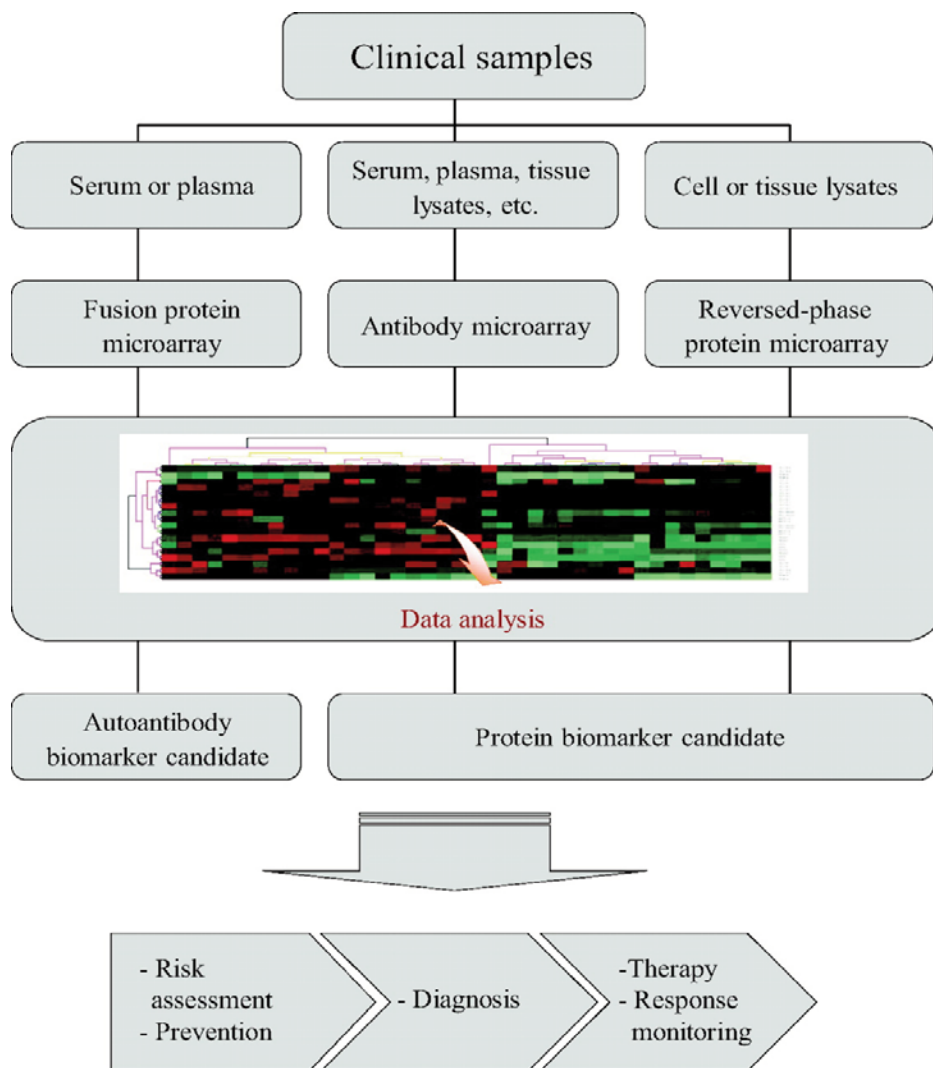 Clinical samples
Serum or plasma
Serum, plasma, tissue
lysates, etc.
Cell or tissue lysates
Fusion protein
microarray
Antibody microarray
Reversed-phase
protein microarray
Data analysis
Autoantibody
biomarker candidate
Protein biomarker candidate
- Risk
assessment
- Prevention
- Diagnosis
-Therapy
- Response
monitoring